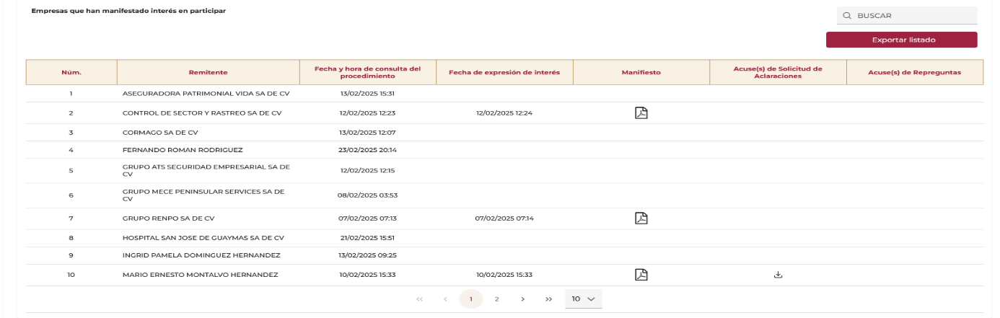 Empresas que han manifestado interés en participar
BUSCAR
Exportar listado
Núm. Remitente Fecha y hora de consulta del procedimiento Fecha de expresión de interés Manifiesto Acuse(s) de Solicitud de Aclaraciones Acuse(s) de Repreguntas
1 ASEGURADORA PATRIMONIAL VIDA SA DE CV 13/02/2025 15:31
2 CONTROL DE SECTOR Y RASTREO SA DE CV 12/02/2025 12:23 12/02/2025 12:24
3 CORMAGO SA DE CV 13/02/2025 12:07
4 FERNANDO ROMAN RODRIGUEZ 23/02/2025 20:14
5 GRUPO ATS SEGURIDAD EMPRESARIAL SA DE CV 12/02/2025 12:15
6 GRUPO MECE PENINSULAR SERVICES SA DE CV 08/02/2025 03:53
7 GRUPO RENPO SA DE CV 07/02/2025 07:13 07/02/2025 07:14
8 HOSPITAL SAN JOSE DE GUAYMAS SA DE CV 21/02/2025 15:51
9 INGRID PAMELA DOMINGUEZ HERNANDEZ 13/02/2025 09:25
10 MARIO ERNESTO MONTALVO HERNANDEZ 10/02/2025 15:33 10/02/2025 15:33
<< < 1 2 > >> 10